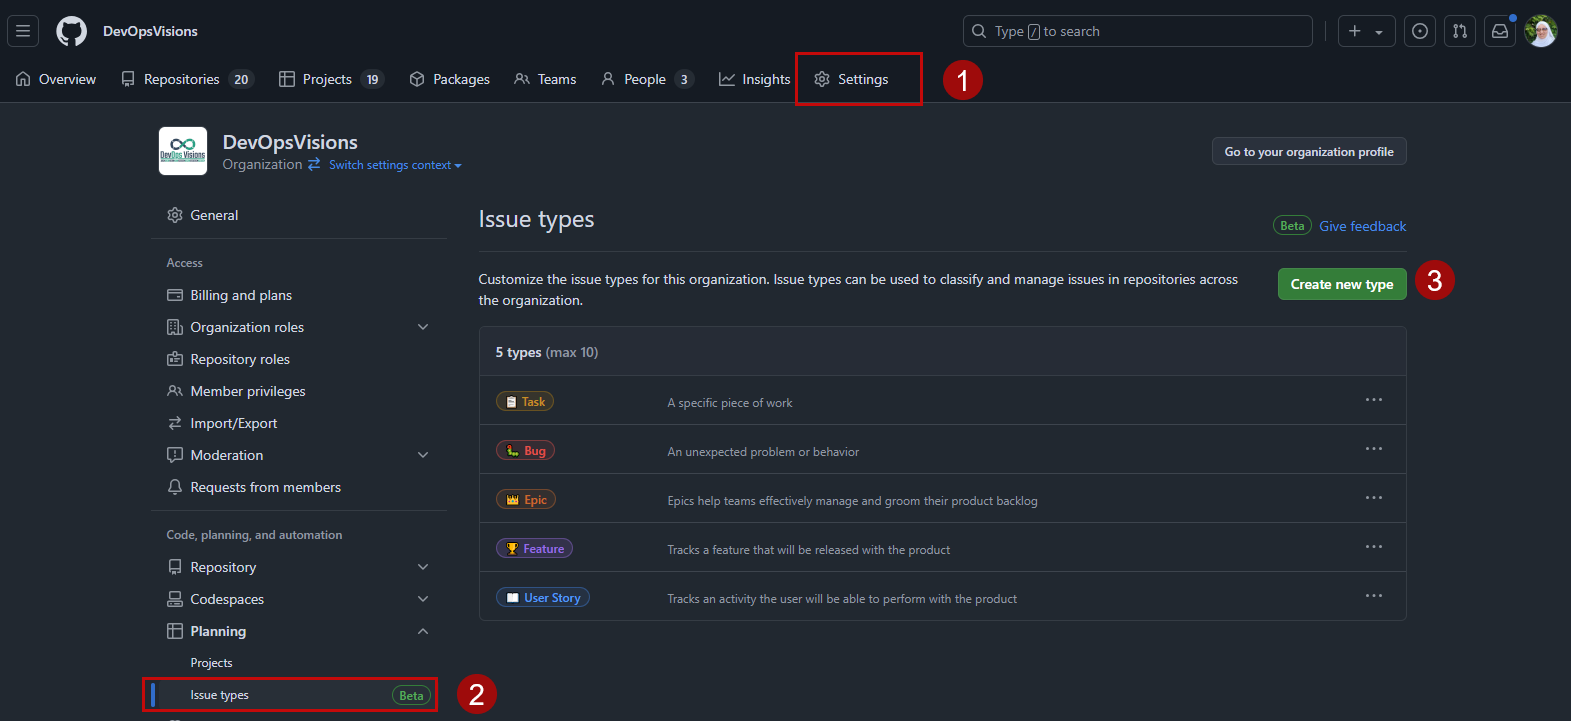 DevOpsVisions
Type / to search
Overview
Repositories 20
Projects 19
Packages
Teams
People 3
Insights
Settings
1
DevOps Visions
DevOpsVisions
Organization Switch settings context
Go to your organization profile
General
Access
Billing and plans
Organization roles
Repository roles
Member privileges
Import/Export
Moderation
Requests from members
Code, planning, and automation
Repository
Codespaces
Planning
Projects
Issue types Beta
2
Issue types
Beta Give feedback
Customize the issue types for this organization. Issue types can be used to classify and manage issues in repositories across
the organization.
Create new type
3
5 types (max 10)
Task A specific piece of work
Bug An unexpected problem or behavior
Epic Epics help teams effectively manage and groom their product backlog
Feature Tracks a feature that will be released with the product
User Story Tracks an activity the user will be able to perform with the product